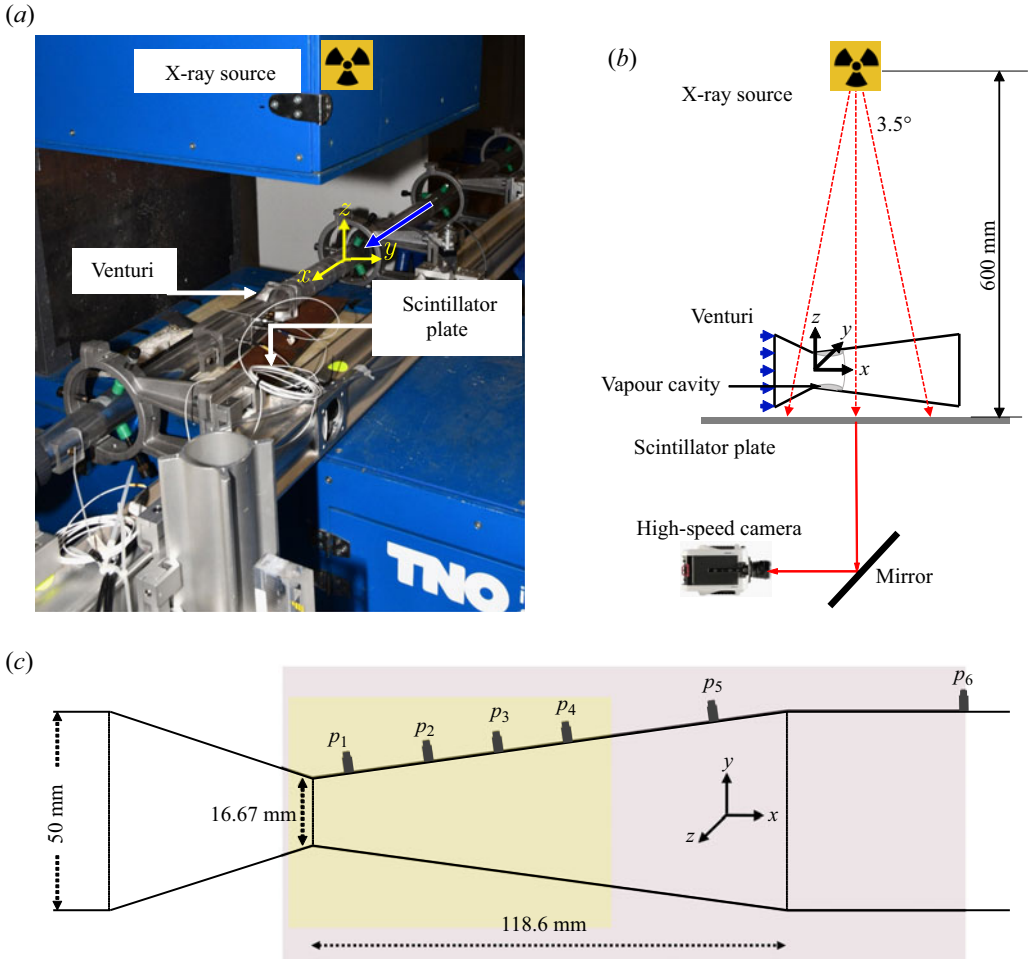 (a)
X-ray source
z
y
x
Venturi
Scintillator
plate
TNO
(b)
X-ray source
3.5°
600 mm
Venturi
z
y
x
Vapour cavity
Scintillator plate
High-speed camera
Mirror
(c)
p1
p2
p3
p4
p5
p6
50 mm
16.67 mm
y
x
z
118.6 mm